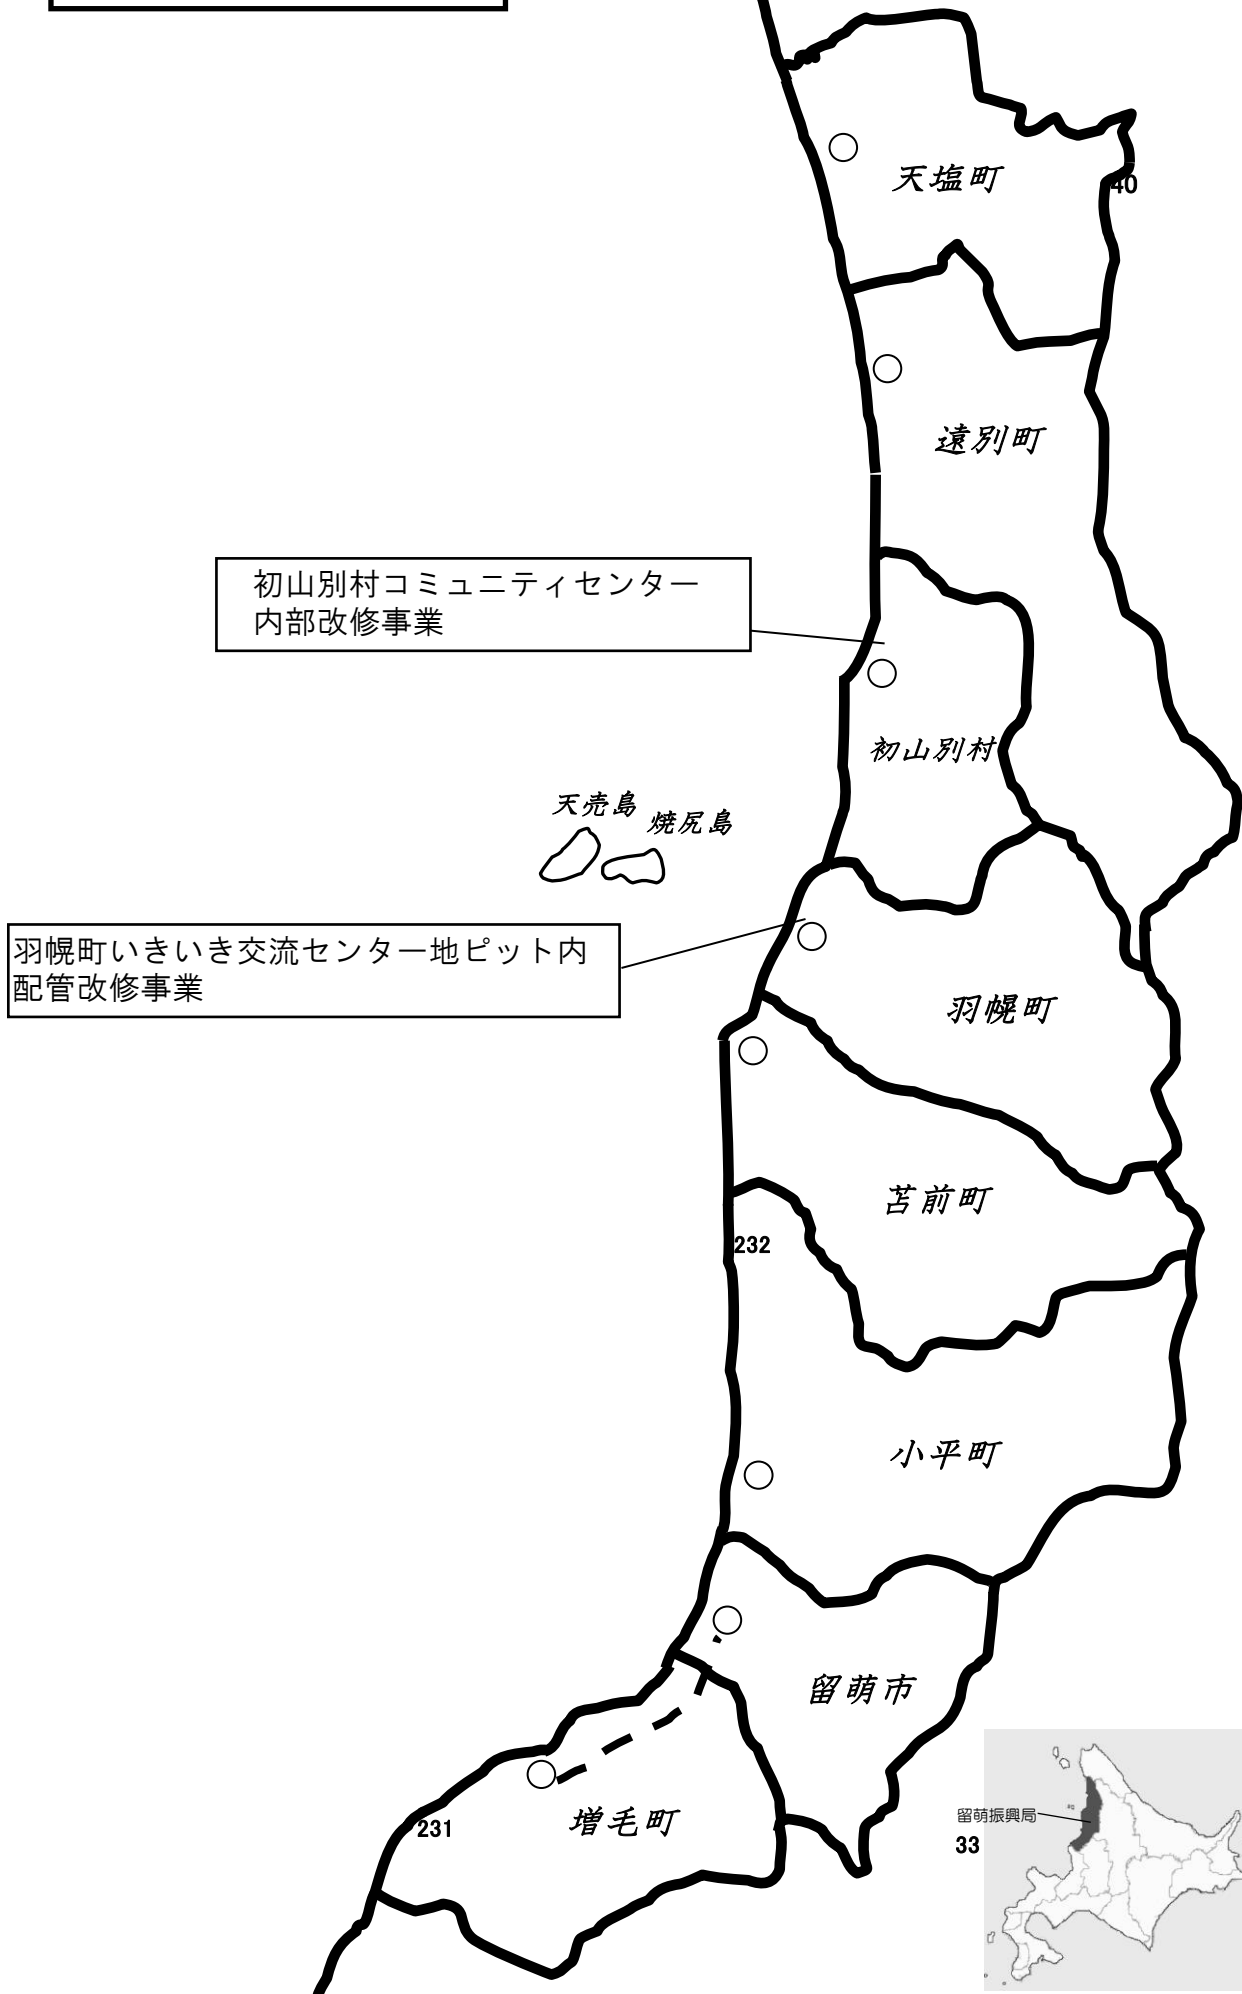 天塩町
40
遠別町
初山別村コミュニティセンター
内部改修事業
初山別村
天売島
焼尻島
羽幌町いきいき交流センター地ピット内
配管改修事業
羽幌町
苫前町
232
小平町
留萌市
増毛町
231
留萌振興局
33